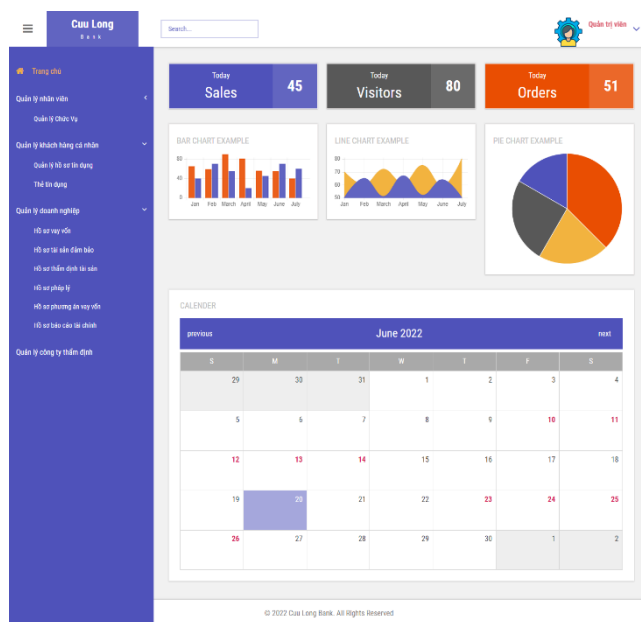 Cuu Long
Bank
Search...
Quản trị viên
Trang chủ
Quản lý nhân viên
Quản lý Chức Vụ
Quản lý khách hàng cá nhân
Quản lý hồ sơ tín dụng
Thẻ tín dụng
Quản lý doanh nghiệp
Hồ sơ vay vốn
Hồ sơ tài sản đảm bảo
Hồ sơ thẩm định tài sản
Hồ sơ pháp lý
Hồ sơ phương án vay vốn
Hồ sơ báo cáo tài chính
Quản lý công ty thẩm định
Today
Sales
45
Today
Visitors
80
Today
Orders
51
BAR CHART EXAMPLE
80
40
0
Jan Feb March April May June July
LINE CHART EXAMPLE
80
70
60
50
Jan Feb March April May June July
PIE CHART EXAMPLE
CALENDER
previous June 2022 next
S M T W T F S
29 30 31 1 2 3 4
5 6 7 8 9 10 11
12 13 14 15 16 17 18
19 20 21 22 23 24 25
26 27 28 29 30 1 2
© 2022 Cuu Long Bank. All Rights Reserved